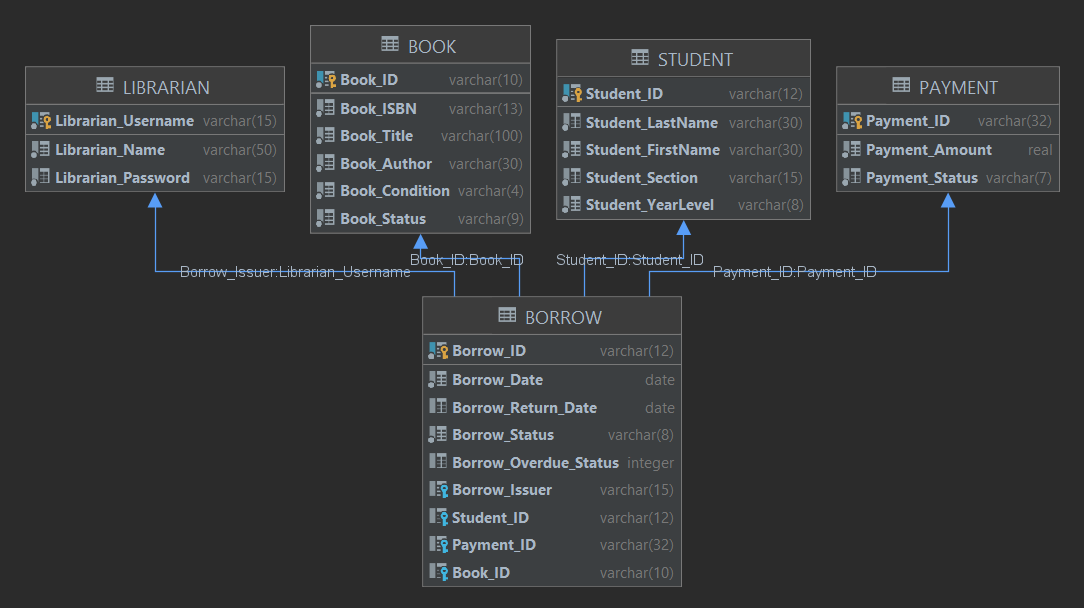 LIBRARIAN
Librarian_Username varchar(15)
Librarian_Name varchar(50)
Librarian_Password varchar(15)
BOOK
Book_ID varchar(10)
Book_ISBN varchar(13)
Book_Title varchar(100)
Book_Author varchar(30)
Book_Condition varchar(4)
Book_Status varchar(9)
STUDENT
Student_ID varchar(12)
Student_LastName varchar(30)
Student_FirstName varchar(30)
Student_Section varchar(15)
Student_YearLevel varchar(8)
PAYMENT
Payment_ID varchar(32)
Payment_Amount real
Payment_Status varchar(7)
Borrow_Issuer:Librarian_Username
Book_ID:Book_ID
Student_ID:Student_ID
Payment_ID:Payment_ID
BORROW
Borrow_ID varchar(12)
Borrow_Date date
Borrow_Return_Date date
Borrow_Status varchar(8)
Borrow_Overdue_Status integer
Borrow_Issuer varchar(15)
Student_ID varchar(12)
Payment_ID varchar(32)
Book_ID varchar(10)